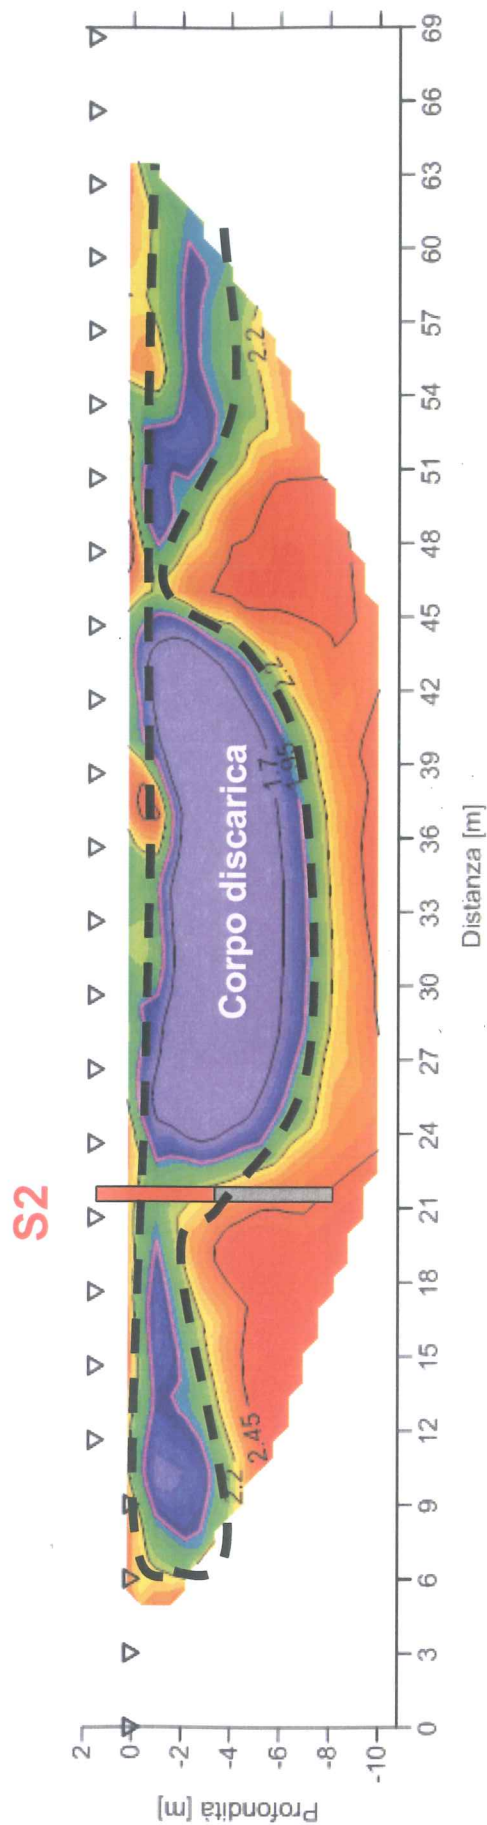 S2
2
0
-2
-4
-6
-8
-10
Profondità [m]
Corpo discarica
2.2
2.45
1.7
1.95
2.2
2.2
0 3 6 9 12 15 18 21 24 27 30 33 36 39 42 45 48 51 54 57 60 63 66 69
Distanza [m]